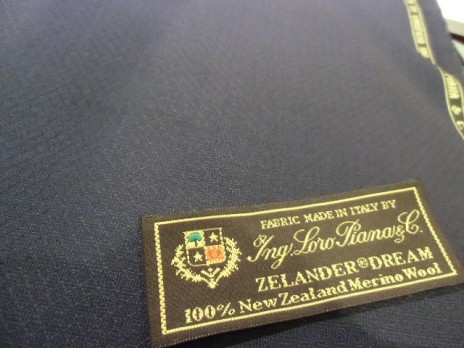 FABRIC MADE IN ITALY BY
Ing. Loro Piana & C.
ZELANDER® DREAM
100% New Zealand Merino Wool